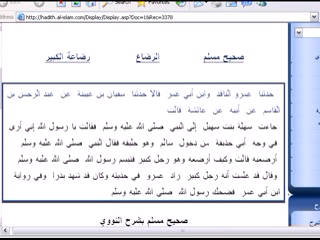 http://hadith.al-islam.com/Display/Display.asp?Doc=1&Rec=3378
صحيح مسلم الرضاع رضاعة الكبير
حدثنا عمرو الناقد وابن أبي عمر قالا حدثنا سفيان بن عيينة عن عبد الرحمن بن
القاسم عن أبيه عن عائشة قالت
جاءت سهلة بنت سهيل إلى النبي صلى الله عليه وسلم فقالت يا رسول الله إني أرى
في وجه أبي حذيفة من دخول سالم وهو حليفه فقال النبي صلى الله عليه وسلم
أرضعيه قالت وكيف أرضعه وهو رجل كبير فتبسم رسول الله صلى الله عليه وسلم
وقال قد علمت أنه رجل كبير زاد عمرو في حديثه وكان قد شهد بدرا وفي رواية
ابن أبي عمر فضحك رسول الله صلى الله عليه وسلم
صحيح مسلم بشرح النووي